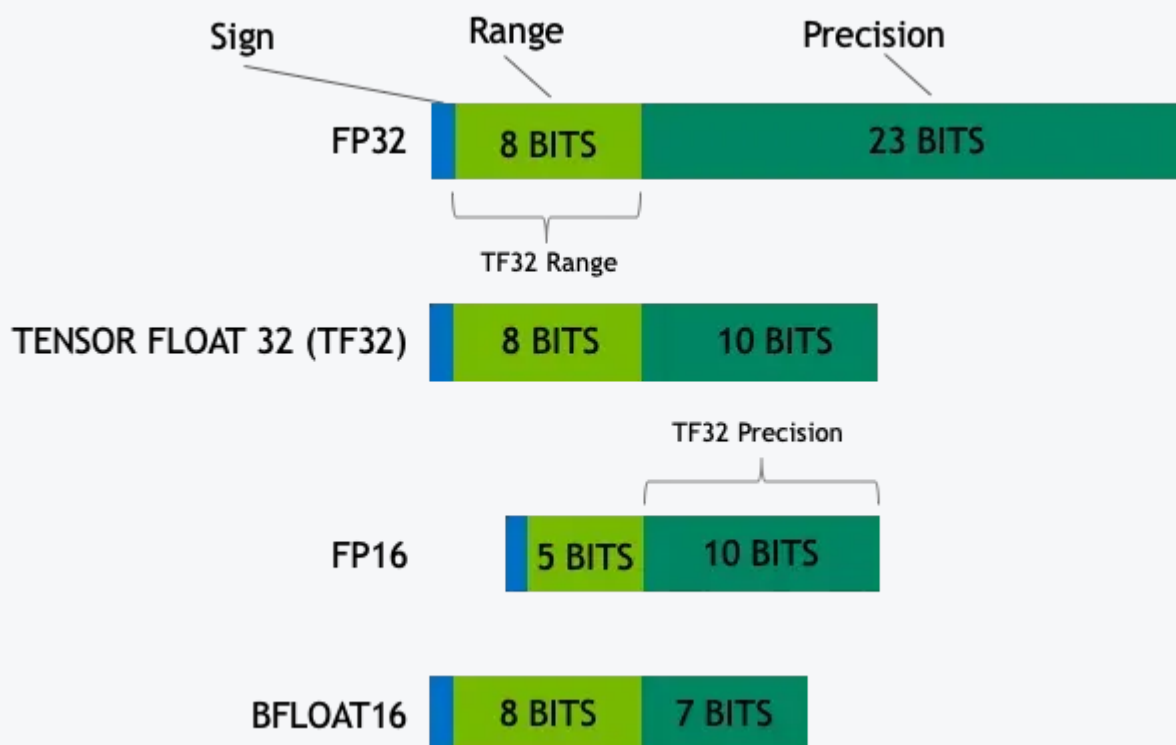 Sign
Range
Precision
FP32
8 BITS
23 BITS
TF32 Range
TENSOR FLOAT 32 (TF32)
8 BITS
10 BITS
TF32 Precision
FP16
5 BITS
10 BITS
BFLOAT16
8 BITS
7 BITS